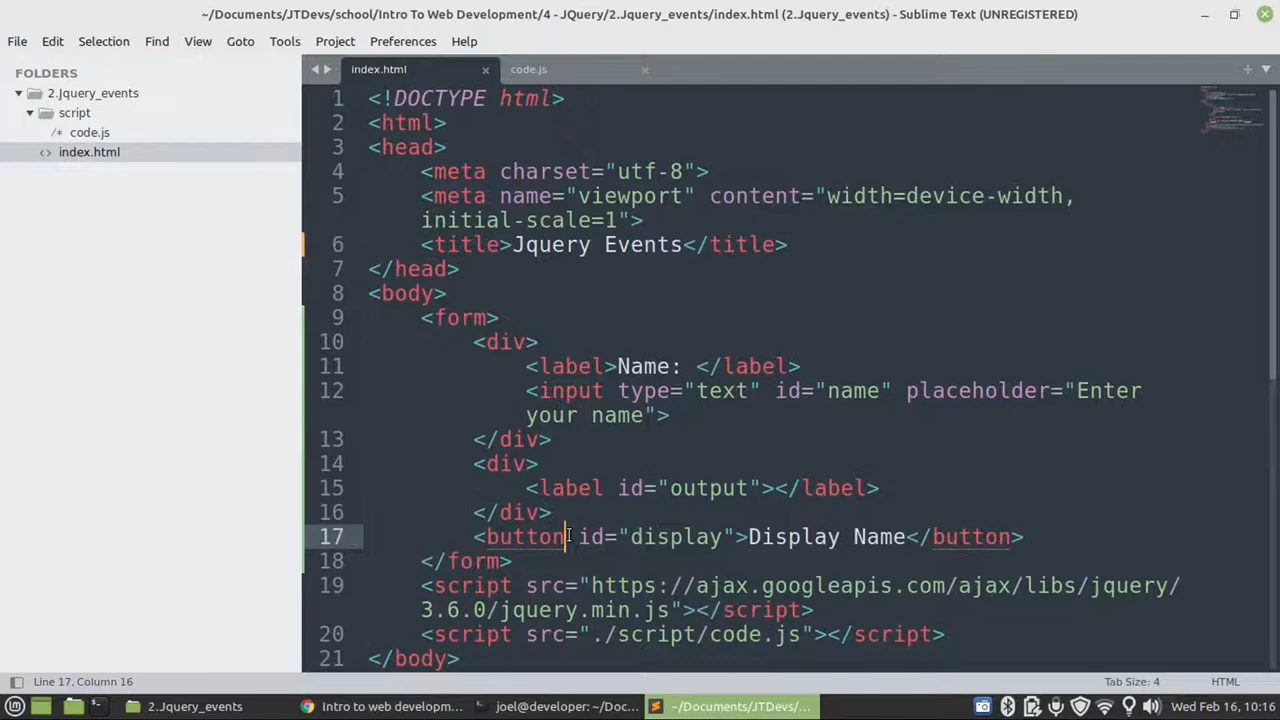 ~/Documents/JTDevs/school/Intro To Web Development/4 - JQuery/2.Jquery_events/index.html (2.Jquery_events) - Sublime Text (UNREGISTERED)
File Edit Selection Find View Goto Tools Project Preferences Help
FOLDERS
2.Jquery_events
script
/* code.js
<> index.html
index.html code.js
1 <!DOCTYPE html>
2 <html>
3 <head>
4 <meta charset="utf-8">
5 <meta name="viewport" content="width=device-width,
initial-scale=1">
6 <title>Jquery Events</title>
7 </head>
8 <body>
9 <form>
10 <div>
11 <label>Name: </label>
12 <input type="text" id="name" placeholder="Enter
your name">
13 </div>
14 <div>
15 <label id="output"></label>
16 </div>
17 <button id="display">Display Name</button>
18 </form>
19 <script src="https://ajax.googleapis.com/ajax/libs/jquery/
3.6.0/jquery.min.js"></script>
20 <script src="./script/code.js"></script>
21 </body>
Line 17, Column 16 Tab Size: 4 HTML
2.Jquery_events Intro to web developm... joel@developer: ~/Docu... ~/Documents/JTDevs/... Wed Feb 16, 10:16